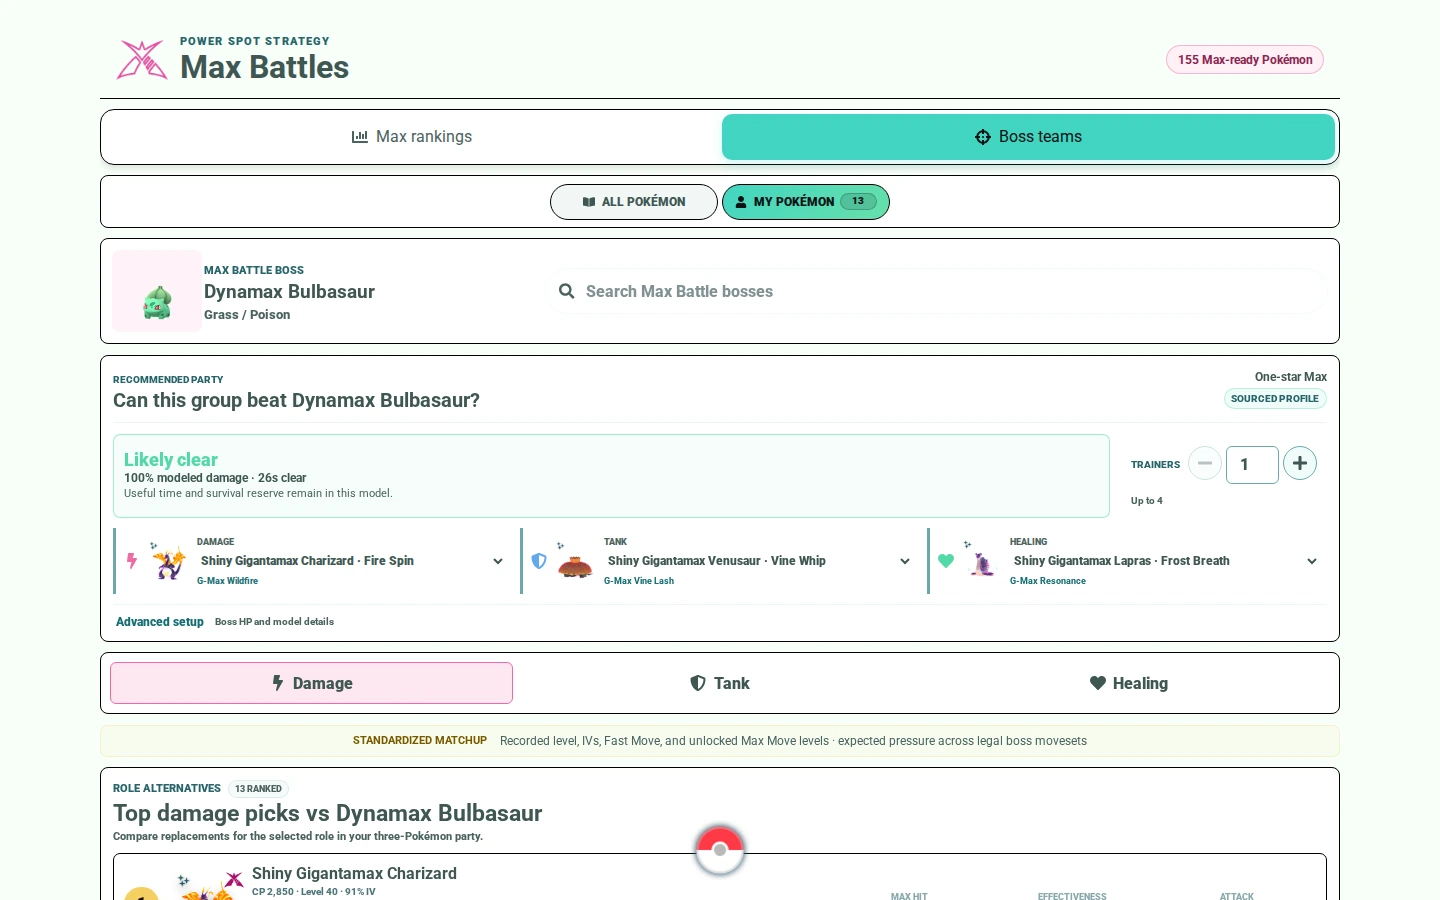 POWER SPOT STRATEGY
Max Battles
155 Max-ready Pokémon
Max rankings
Boss teams
ALL POKÉMON
MY POKÉMON 13
MAX BATTLE BOSS
Dynamax Bulbasaur
Grass / Poison
Search Max Battle bosses
RECOMMENDED PARTY
Can this group beat Dynamax Bulbasaur?
One-star Max
SOURCED PROFILE
Likely clear
100% modeled damage · 26s clear
Useful time and survival reserve remain in this model.
TRAINERS
1
Up to 4
DAMAGE
Shiny Gigantamax Charizard · Fire Spin
G-Max Wildfire
TANK
Shiny Gigantamax Venusaur · Vine Whip
G-Max Vine Lash
HEALING
Shiny Gigantamax Lapras · Frost Breath
G-Max Resonance
Advanced setup Boss HP and model details
Damage
Tank
Healing
STANDARDIZED MATCHUP Recorded level, IVs, Fast Move, and unlocked Max Move levels · expected pressure across legal boss movesets
ROLE ALTERNATIVES 13 RANKED
Top damage picks vs Dynamax Bulbasaur
Compare replacements for the selected role in your three-Pokémon party.
Shiny Gigantamax Charizard
CP 2,850 · Level 40 · 91% IV
MAX HIT
EFFECTIVENESS
ATTACK